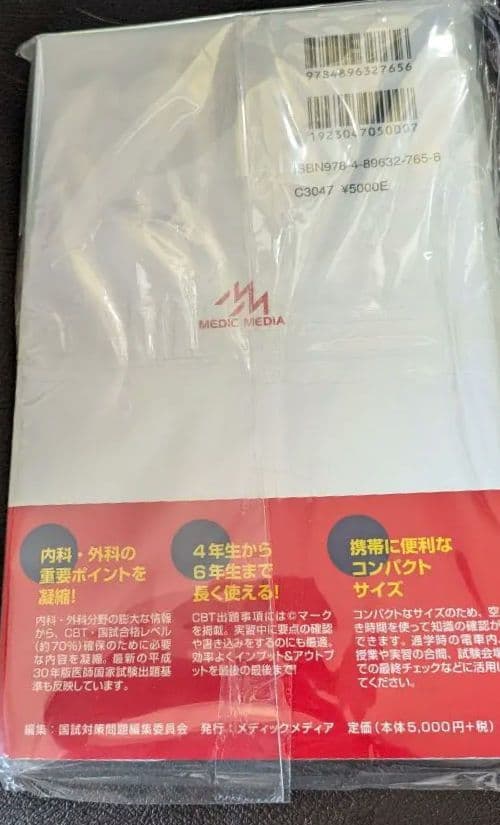 9784896327656
1923047050007
ISBN978-4-89632-765-6
C3047 ¥5000E
MEDIC MEDIA
内科・外科の
重要ポイントを
凝縮!
内科・外科分野の膨大な情報
から、CBT・国試合格レベル
(約70%)確保のために必要
な内容を凝縮。最新の平成
30年版医師国家試験出題基
準も反映しています。
4年生から
6年生まで
長く使える!
CBT出題事項には©マーク
を掲載。実習中に要点の確認
や書き込みをするのにも最適。
効率よくインプット&アウトプ
ットを最後の最後まで!
携帯に便利な
コンパクト
サイズ
コンパクトなサイズのため、空
き時間を使って知識の確認が
できます。通学時の電車内、
授業や実習の合間、試験会場
での最終チェックなどに活用し
てください。
編集:国試対策問題編集委員会 発行:メディックメディア 定価(本体5,000円+税)